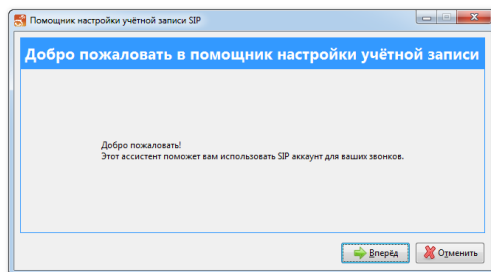 Помощник настройки учётной записи SIP
Добро пожаловать в помощник настройки учётной записи
Добро пожаловать!
Этот ассистент поможет вам использовать SIP аккаунт для ваших звонков.
Вперёд
Отменить